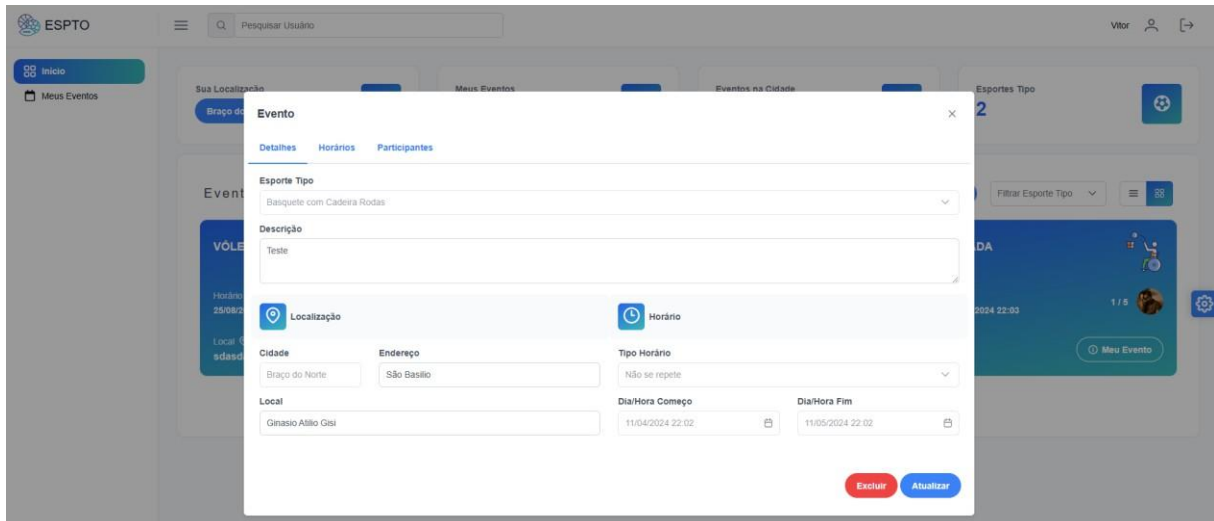 ESPTO
Pesquisar Usuário
Vitor
Início
Meus Eventos
Sua Localização
Meus Eventos
Eventos na Cidade
Esportes Tipo
Braço do
2
Evento
Detalhes Horários Participantes
Esporte Tipo
Basquete com Cadeira Rodas
Descrição
Teste
Event
Filtrar Esporte Tipo
VÔLE
DA
Horário
25/08/2
2024 22:03
1 / 5
Local
sdasd
Meu Evento
Localização
Horário
Cidade Endereço
Tipo Horário
Braço do Norte São Basilio
Não se repete
Local
Dia/Hora Começo Dia/Hora Fim
Ginasio Atilio Gisi
11/04/2024 22:02 11/05/2024 22:02
Excluir Atualizar